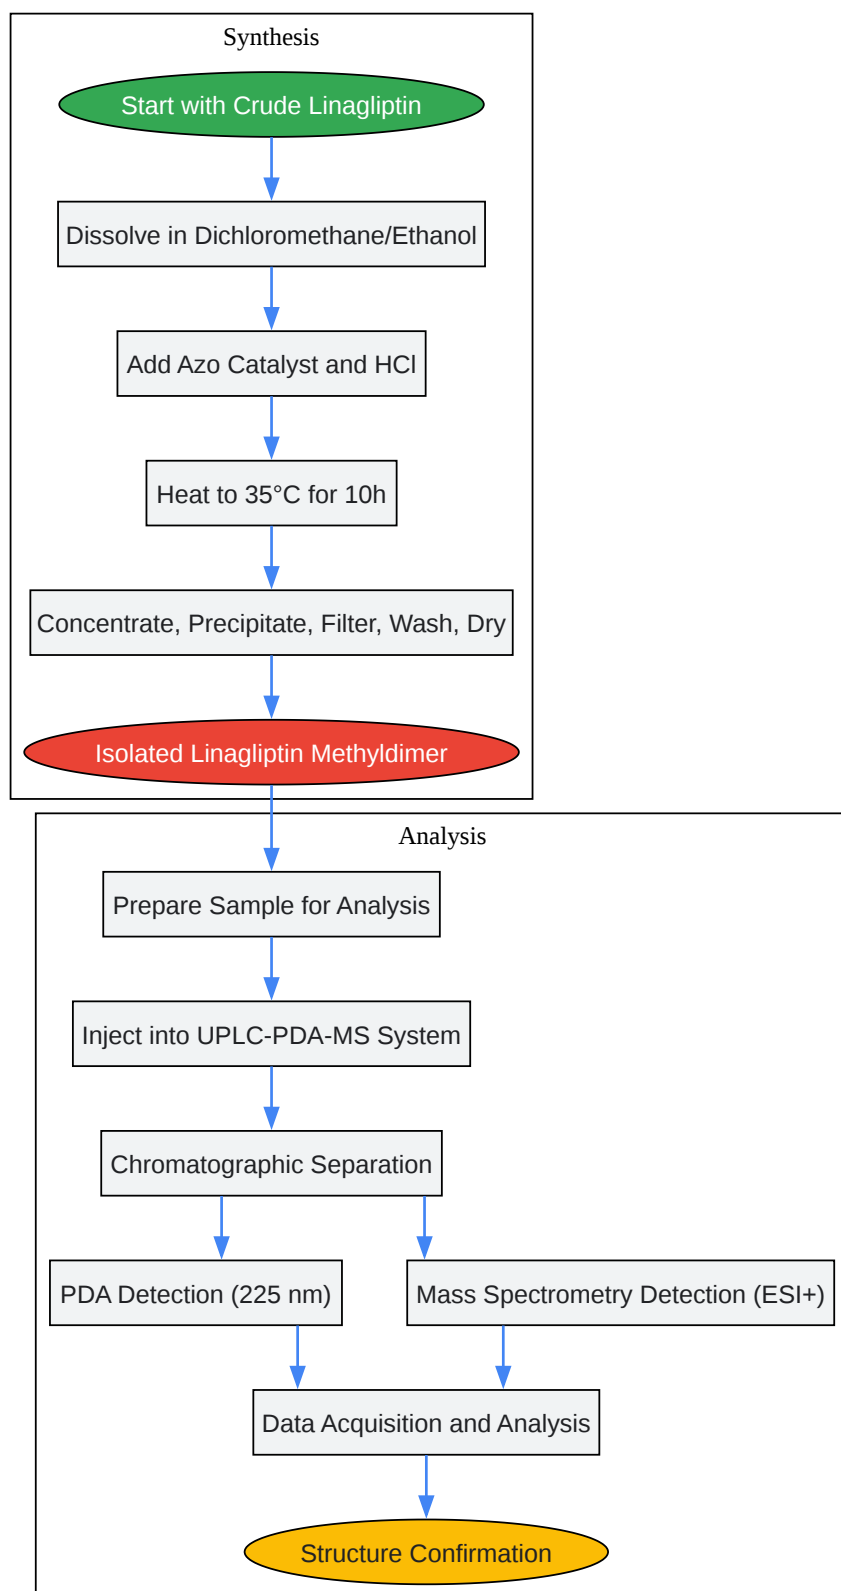 Synthesis
Start with Crude Linagliptin
Dissolve in Dichloromethane/Ethanol
Add Azo Catalyst and HCl
Heat to 35°C for 10h
Concentrate, Precipitate, Filter, Wash, Dry
Isolated Linagliptin Methyldimer
Analysis
Prepare Sample for Analysis
Inject into UPLC-PDA-MS System
Chromatographic Separation
PDA Detection (225 nm)
Mass Spectrometry Detection (ESI+)
Data Acquisition and Analysis
Structure Confirmation